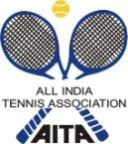 ALL INDIA
TENNIS ASSOCIATION
AITA